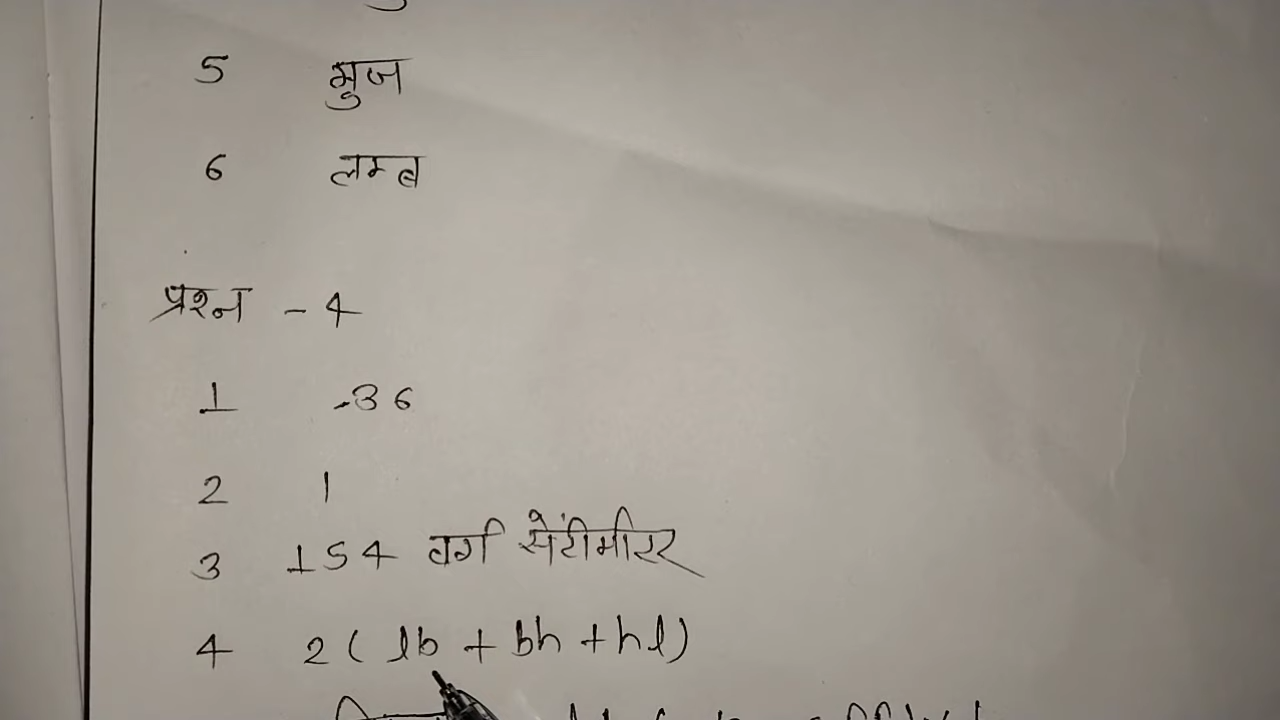 5 भुज
6 लम्ब
प्रश्न - 4
1 -36
2 1
3 154 वर्ग सेंटीमीटर
4 2(lb + bh + hl)